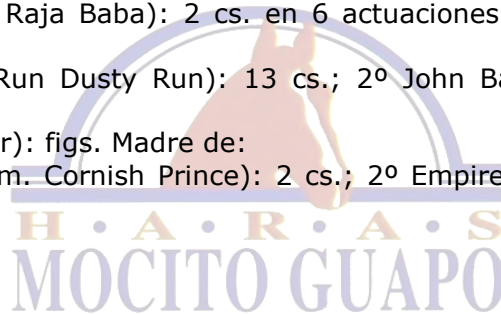 Raja Baba): 2 cs. en 6 actuaciones
Run Dusty Run): 13 cs.; 2º John Ba
r): figs. Madre de:
m. Cornish Prince): 2 cs.; 2º Empire
H • A • R • A • S
MOCITO GUAPO